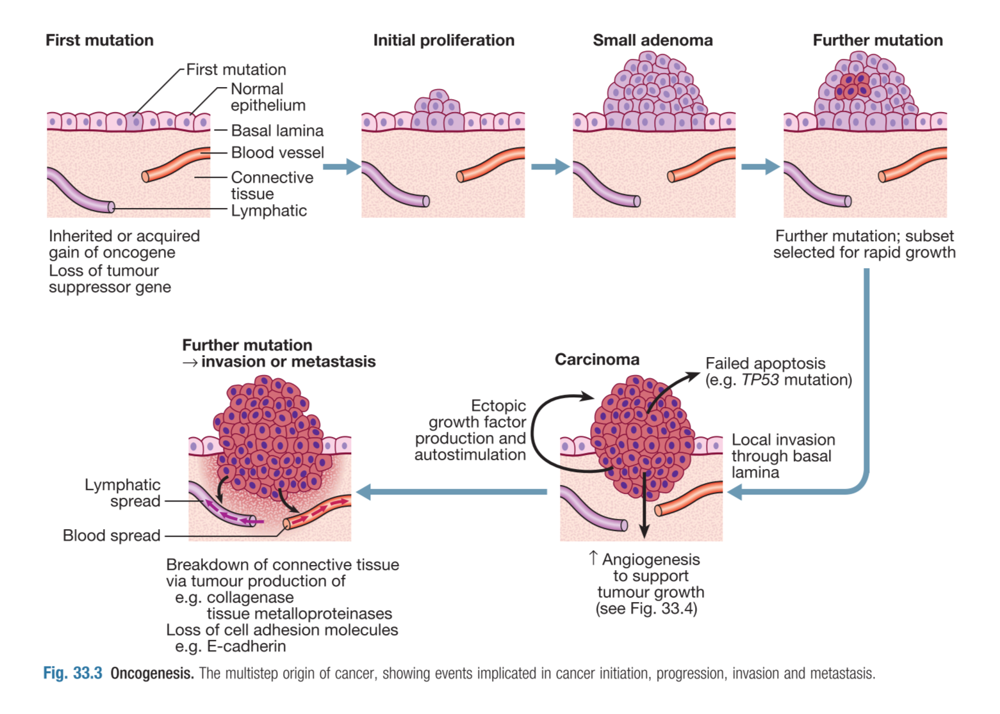 First mutation
First mutation
Normal
epithelium
Basal lamina
Blood vessel
Connective
tissue
Lymphatic
Inherited or acquired
gain of oncogene
Loss of tumour
suppressor gene
Initial proliferation
Small adenoma
Further mutation
Further mutation; subset
selected for rapid growth
Carcinoma
Failed apoptosis
(e.g. TP53 mutation)
Ectopic
growth factor
production and
autostimulation
Local invasion
through basal
lamina
↑ Angiogenesis
to support
tumour growth
(see Fig. 33.4)
Further mutation
→ invasion or metastasis
Lymphatic
spread
Blood spread
Breakdown of connective tissue
via tumour production of
e.g. collagenase
tissue metalloproteinases
Loss of cell adhesion molecules
e.g. E-cadherin
Fig. 33.3 Oncogenesis. The multistep origin of cancer, showing events implicated in cancer initiation, progression, invasion and metastasis.